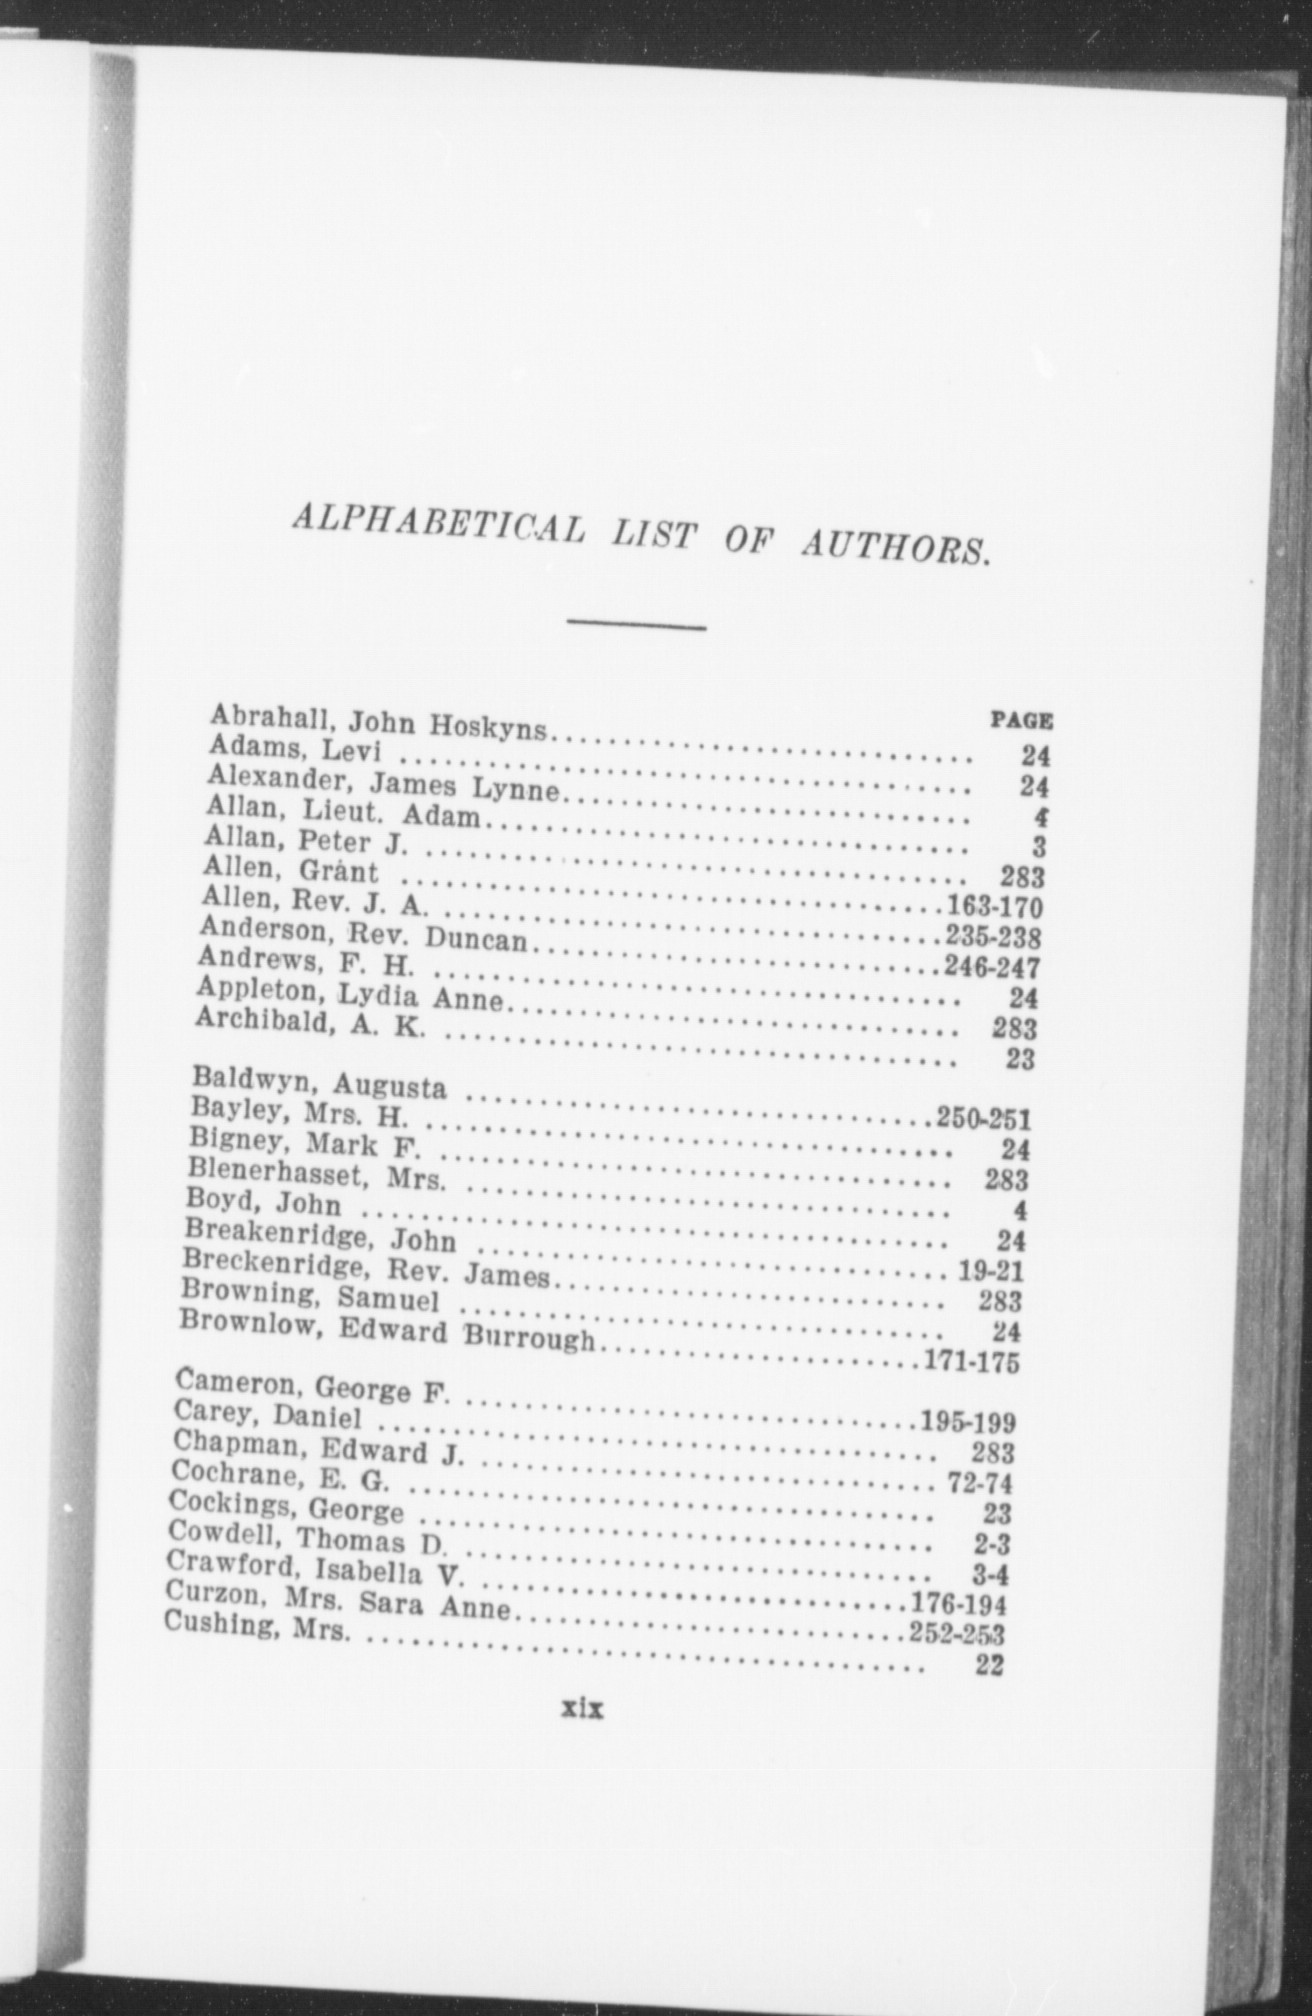 ALPHABETICAL LIST OF AUTHORS.
PAGE
Abrahall, John Hoskyns.............................. 24
Adams, Levi ....................................... 24
Alexander, James Lynne............................ 4
Allan, Lieut. Adam................................. 3
Allan, Peter J. ..................................... 283
Allen, Grant .....................................163-170
Allen, Rev. J. A. ..................................235-238
Anderson, Rev. Duncan............................246-247
Andrews, F. H. .................................... 24
Appleton, Lydia Anne............................... 283
Archibald, A. K. ................................... 23
Baldwyn, Augusta ................................250-251
Bayley, Mrs. H. .................................... 24
Bigney, Mark F. ................................... 283
Blenerhasset, Mrs. ................................. 4
Boyd, John ........................................ 24
Breakenridge, John ................................ 19-21
Breckenridge, Rev. James........................... 283
Browning, Samuel ................................. 24
Brownlow, Edward Burrough......................171-175
Cameron, George F. ...............................195-199
Carey, Daniel ...................................... 283
Chapman, Edward J. ............................... 72-74
Cochrane, E. G. .................................... 23
Cockings, George ................................... 2-3
Cowdell, Thomas D. ................................ 3-4
Crawford, Isabella V. .............................176-194
Curzon, Mrs. Sara Anne...........................252-253
Cushing, Mrs. ...................................... 22
xix